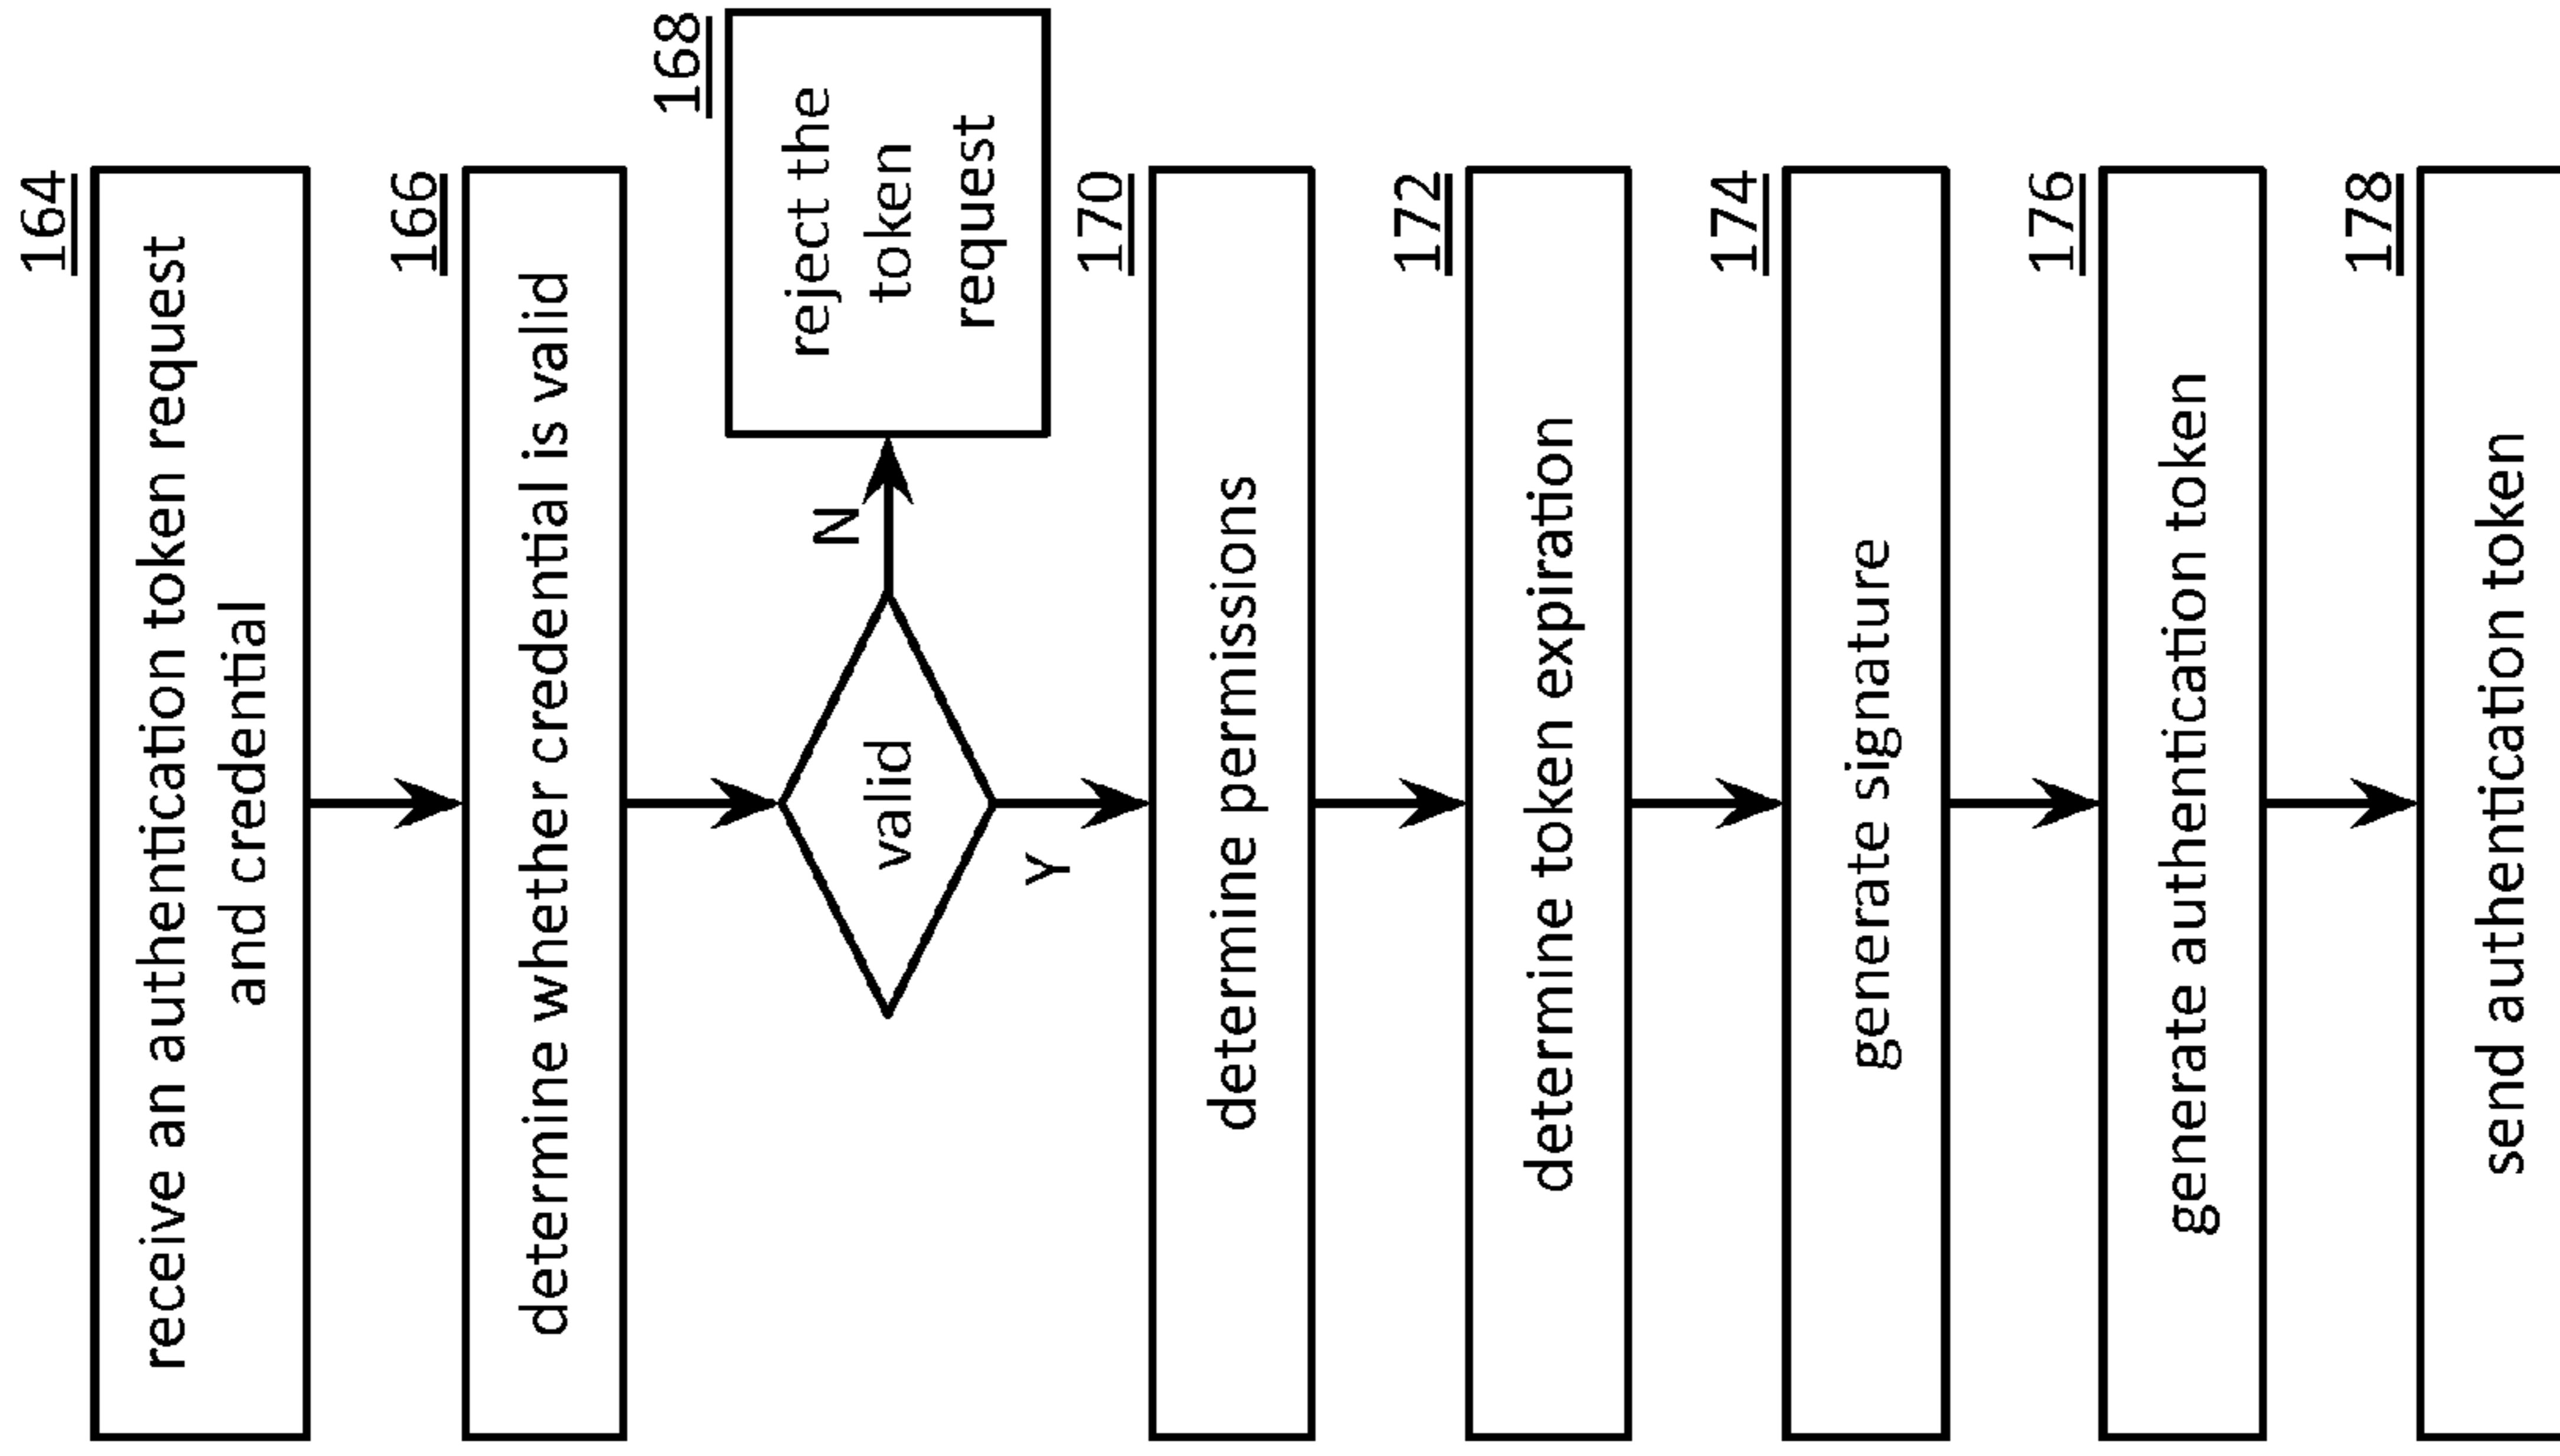 164
receive an authentication token request
and credential
166
determine whether credential is valid
valid
N
168
reject the
token
request
Y
170
determine permissions
172
determine token expiration
174
generate signature
176
generate authentication token
178
send authentication token